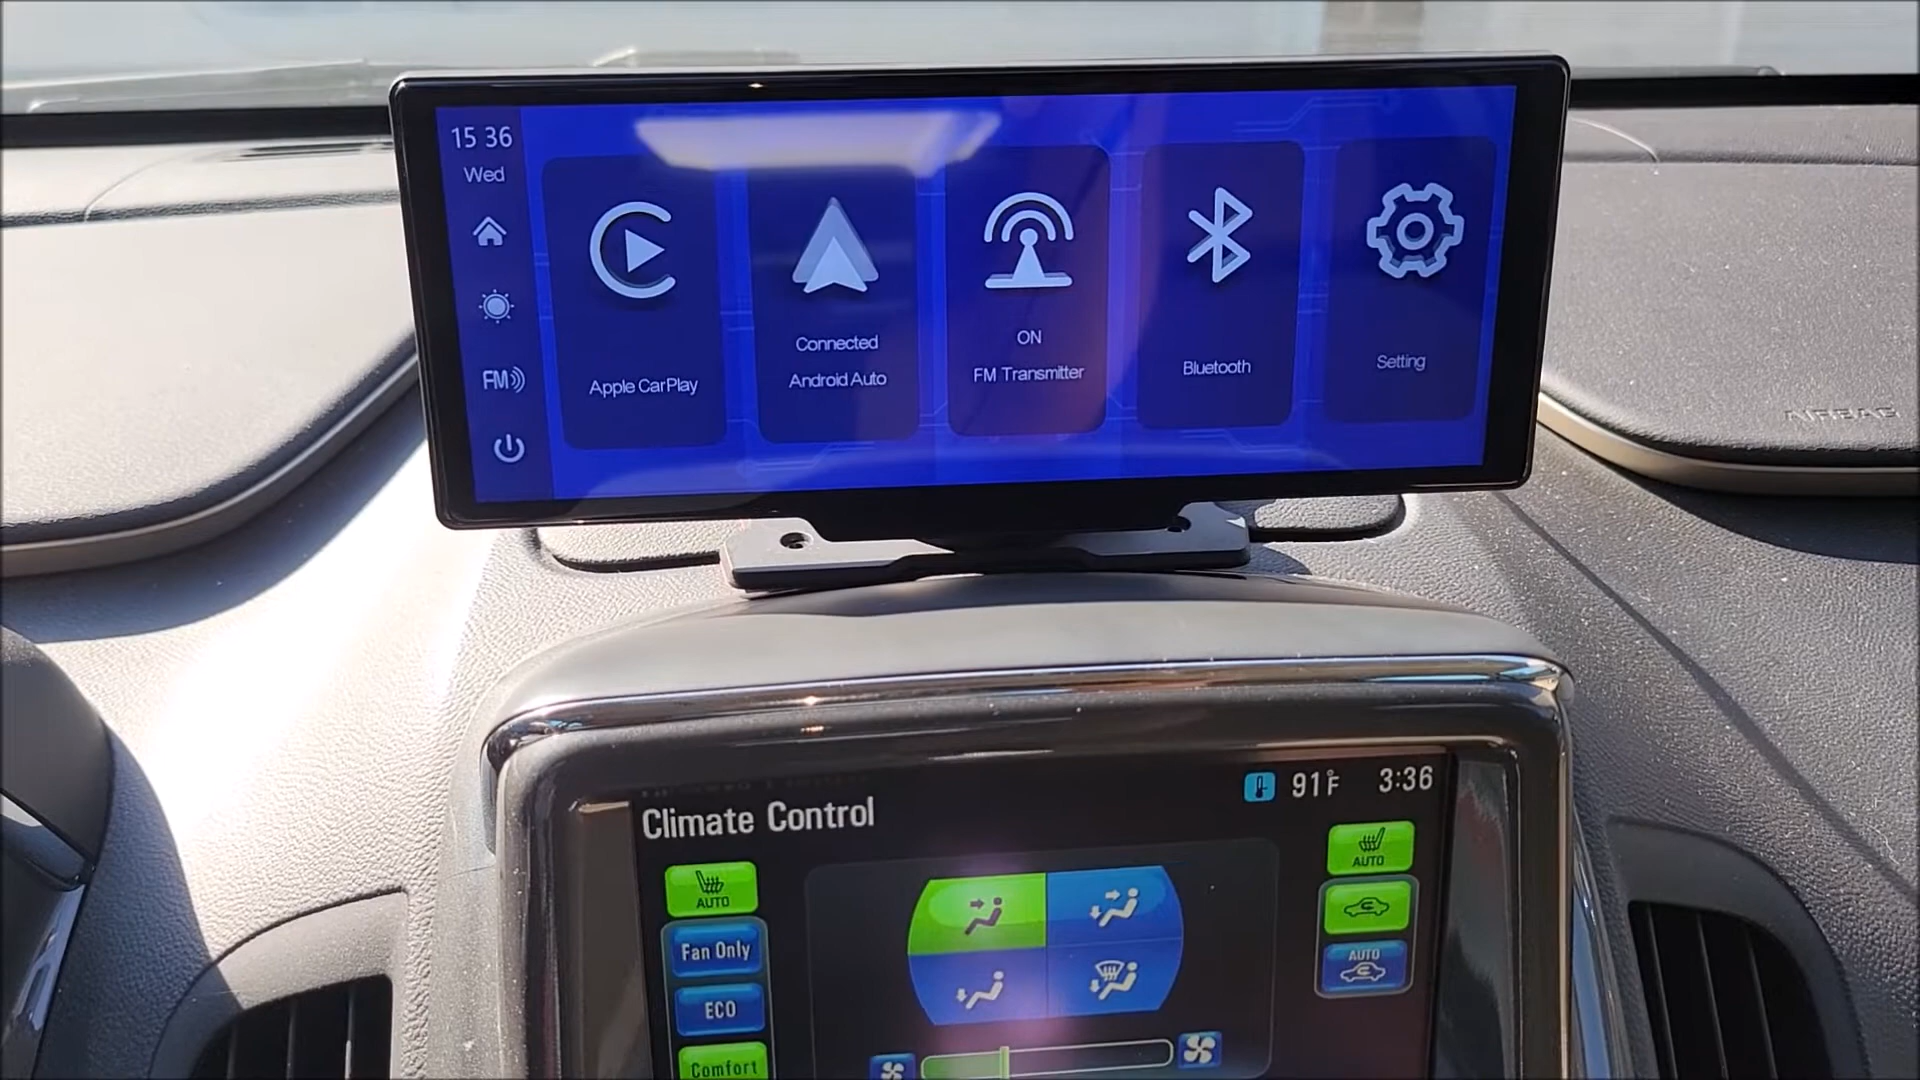 15 36
Wed
FM
Apple CarPlay
Connected
Android Auto
ON
FM Transmitter
Bluetooth
Setting
AIRBAG
Climate Control
91°F
3:36
AUTO
Fan Only
ECO
Comfort
AUTO
AUTO